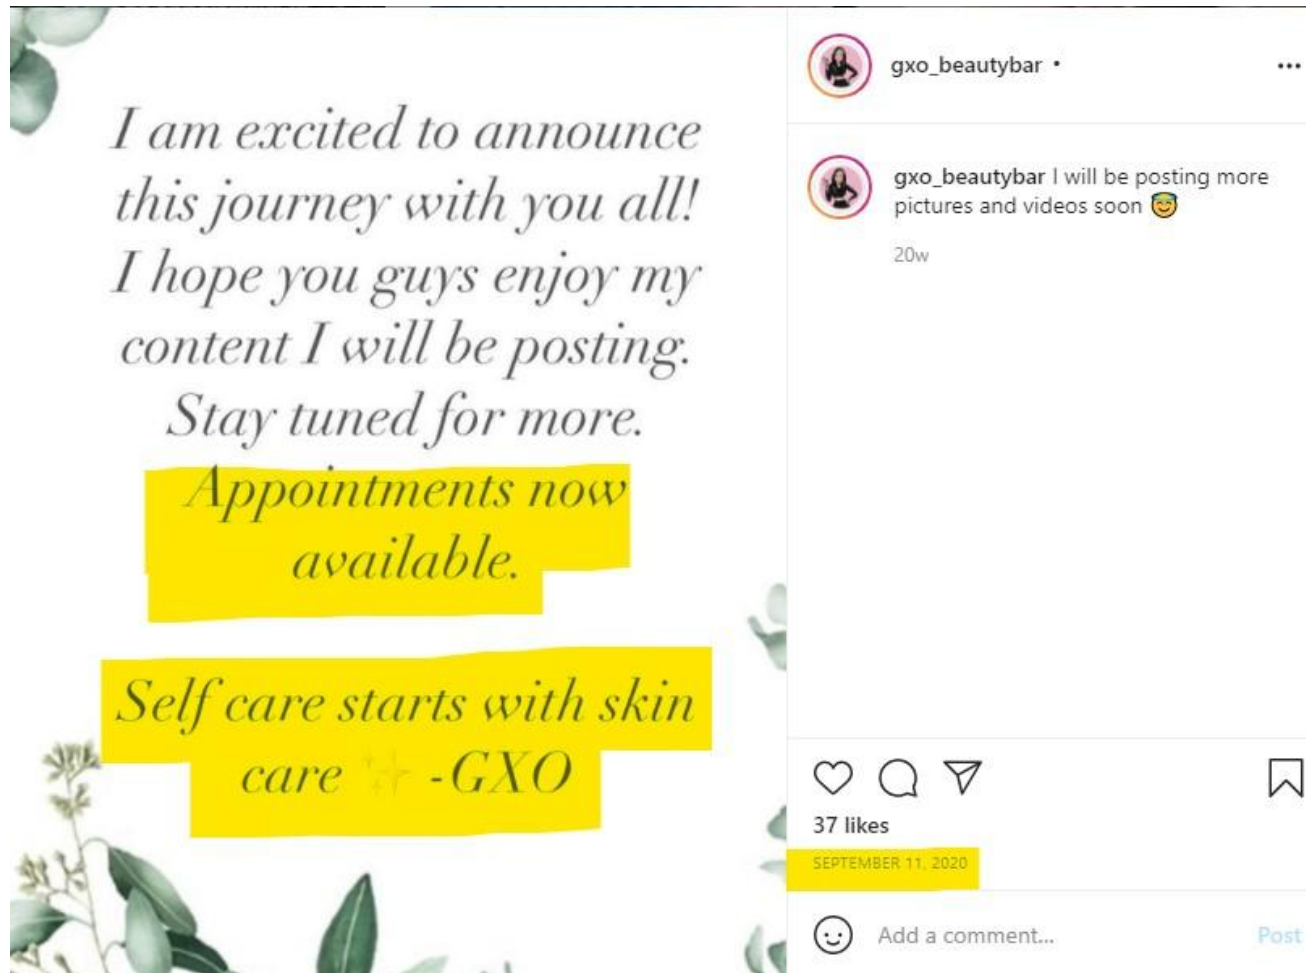 I am excited to announce
this journey with you all!
I hope you guys enjoy my
content I will be posting.
Stay tuned for more.
Appointments now
available.
Self care starts with skin
care ✨ -GXO
gxo_beautybar •
gxo_beautybar I will be posting more
pictures and videos soon 😇
20w
37 likes
SEPTEMBER 11, 2020
Add a comment...
Post